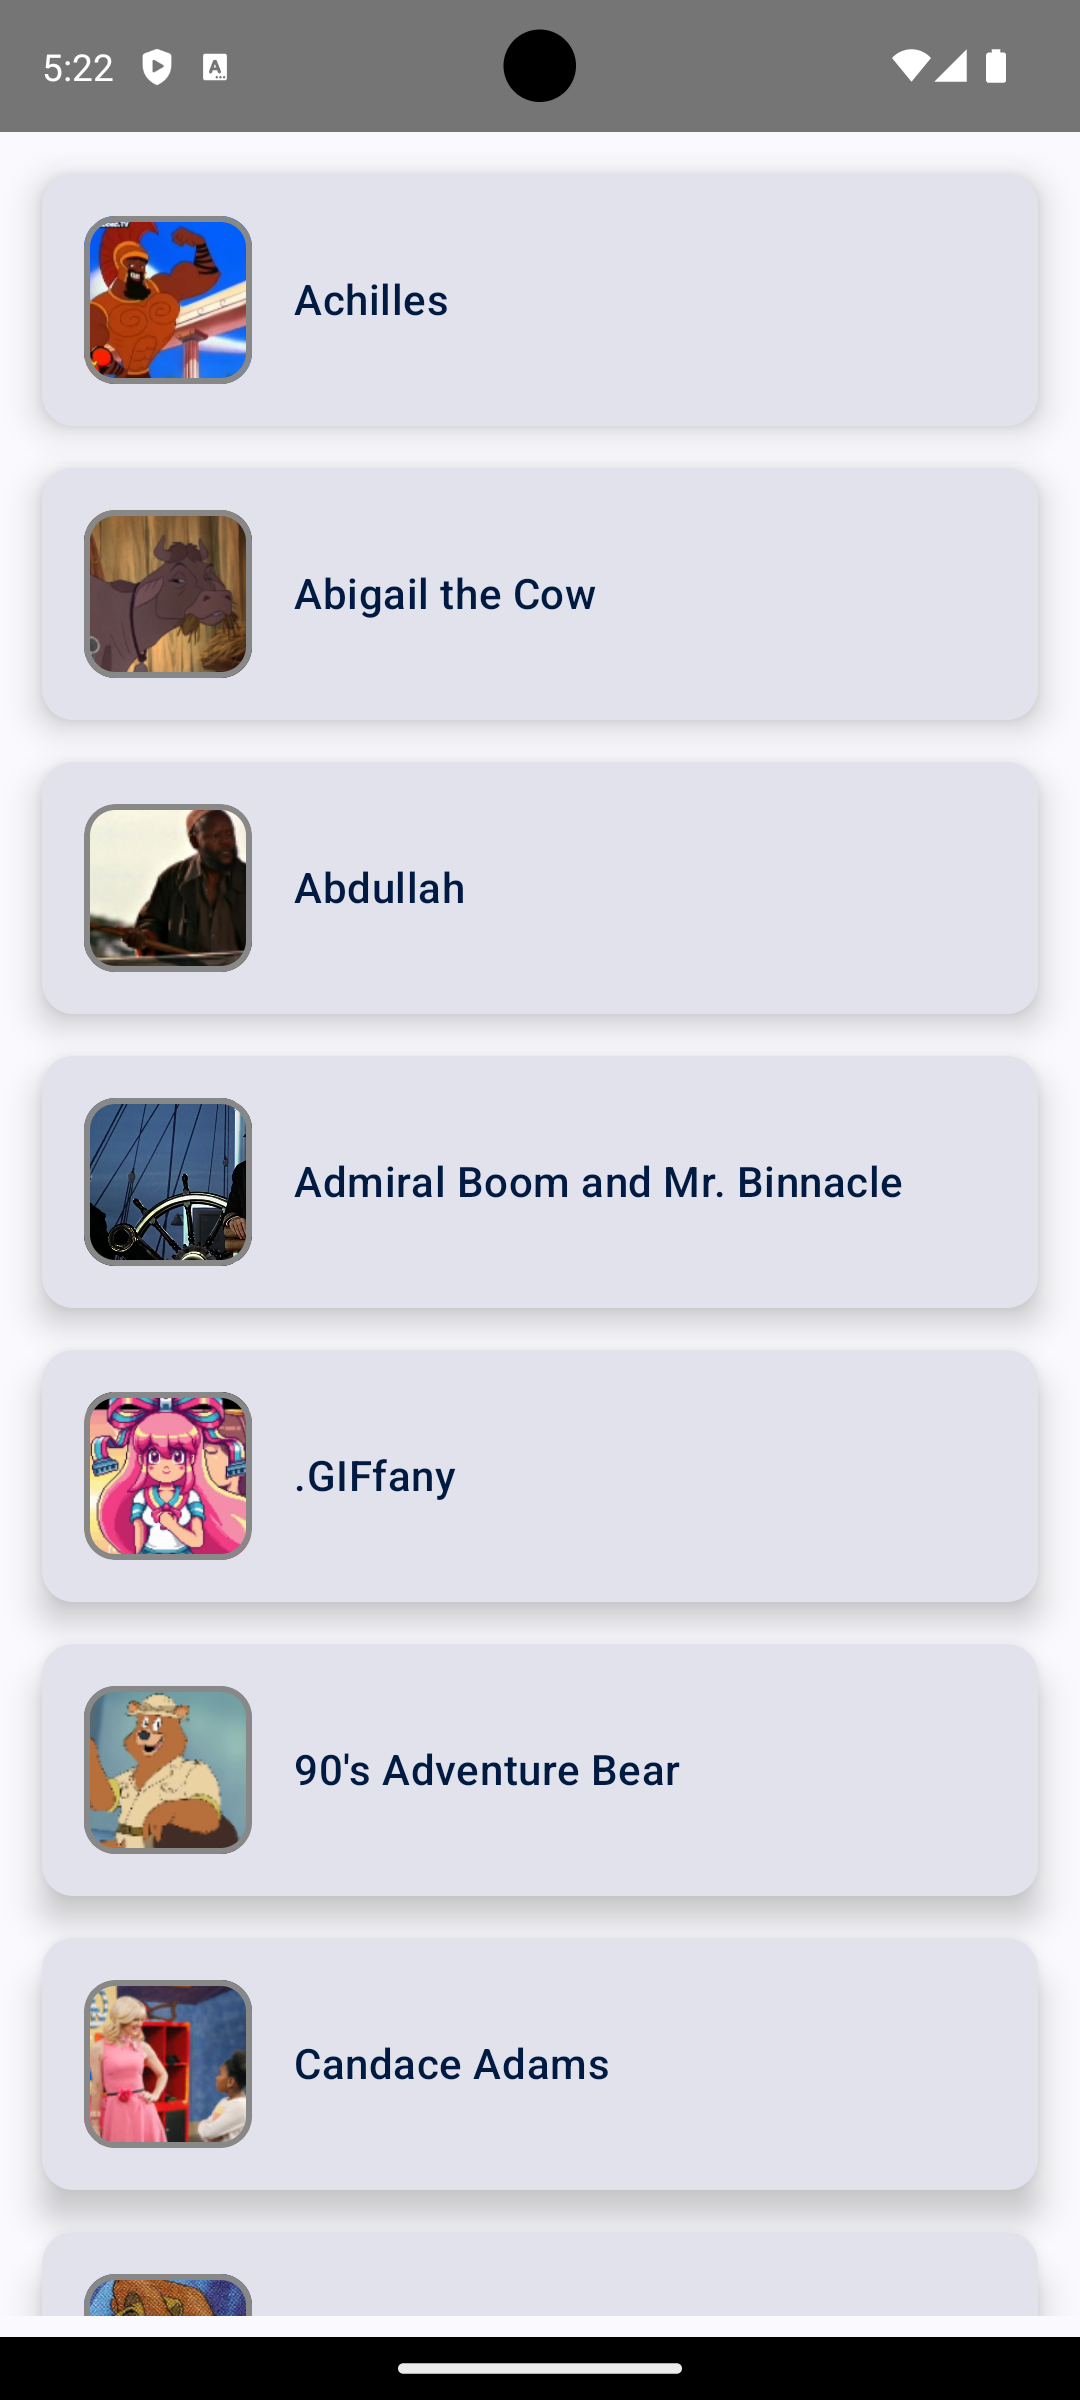 5:22
Achilles
Abigail the Cow
Abdullah
Admiral Boom and Mr. Binnacle
.GIFfany
90's Adventure Bear
Candace Adams